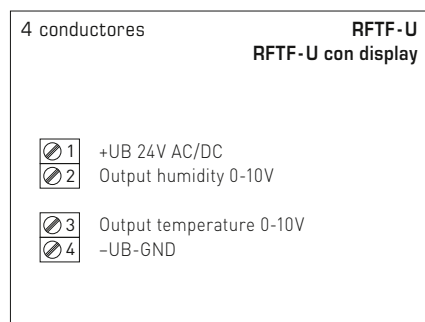 4 conductores RFTF-U
RFTF-U con display
1 +UB 24V AC/DC
2 Output humidity 0-10V
3 Output temperature 0-10V
4 –UB-GND